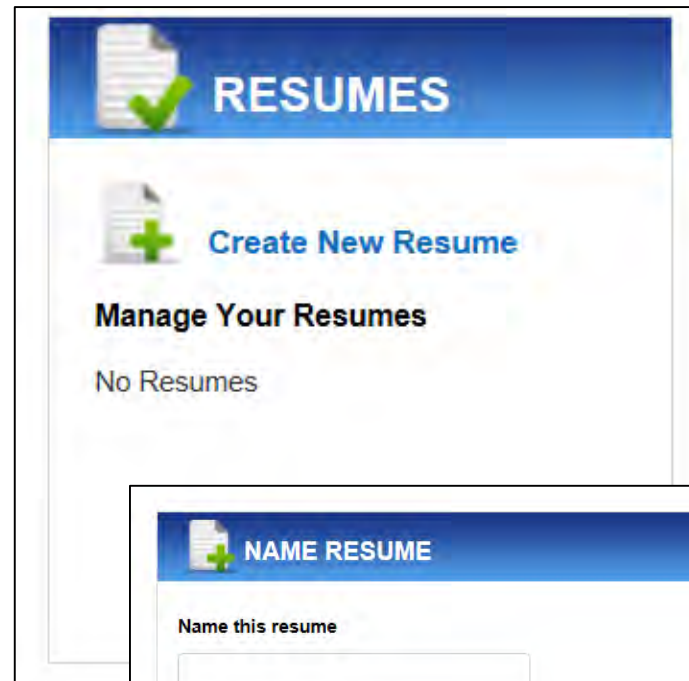 RESUMES
Create New Resume
Manage Your Resumes
No Resumes
NAME RESUME
Name this resume